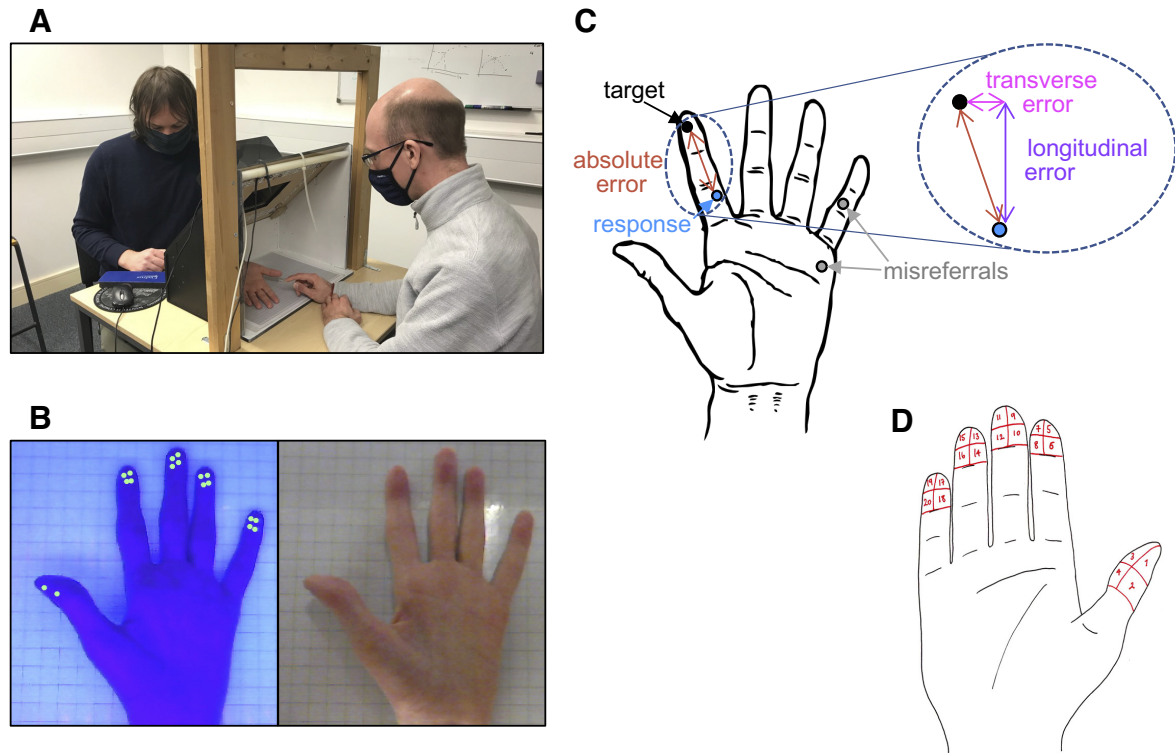 A
B
C
target
absolute
error
response
misreferrals
transverse
error
longitudinal
error
D
11 9
12 10
15 13
16 14
7 5
8 6
19 17
20 18
3
1
4
2